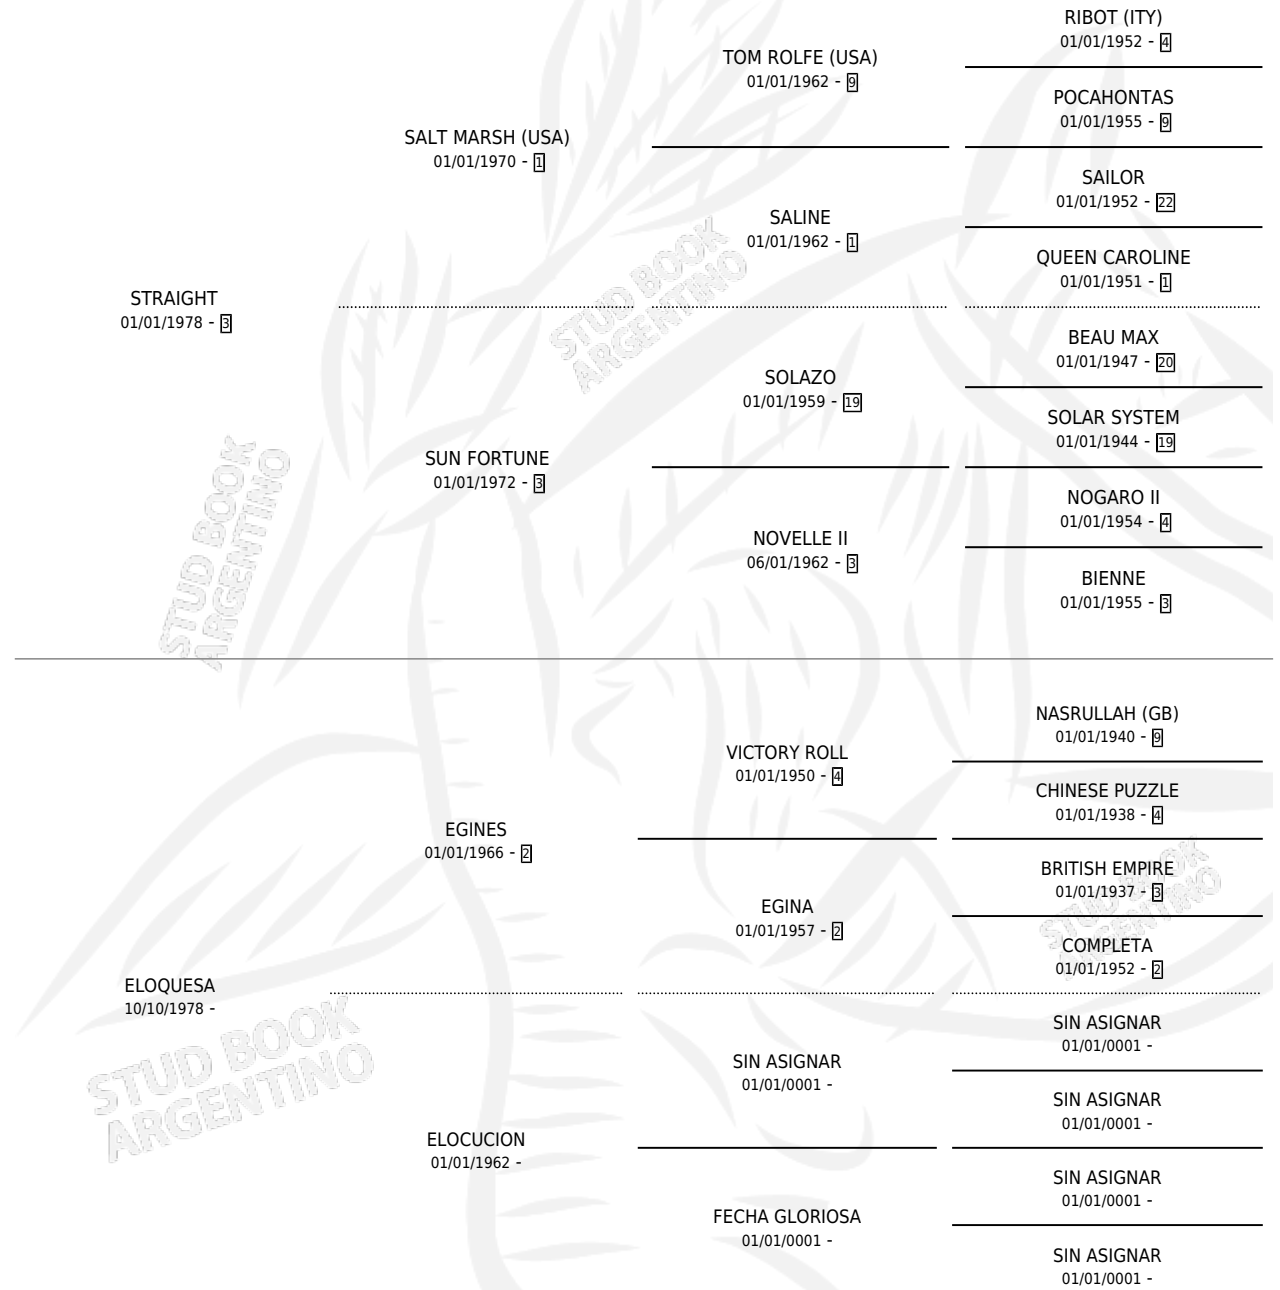 RIBOT (ITY)
01/01/1952 - 4
TOM ROLFE (USA)
01/01/1962 - 9
POCAHONTAS
01/01/1955 - 9
SALT MARSH (USA)
01/01/1970 - 1
SAILOR
01/01/1952 - 22
SALINE
01/01/1962 - 1
QUEEN CAROLINE
01/01/1951 - 1
STRAIGHT
01/01/1978 - 3
BEAU MAX
01/01/1947 - 20
SOLAZO
01/01/1959 - 19
SOLAR SYSTEM
01/01/1944 - 19
SUN FORTUNE
01/01/1972 - 3
NOGARO II
01/01/1954 - 4
NOVELLE II
06/01/1962 - 3
BIENNE
01/01/1955 - 3
STUD BOOK
ARGENTINO
STUD BOOK
ARGENTINO
NASRULLAH (GB)
01/01/1940 - 9
VICTORY ROLL
01/01/1950 - 4
CHINESE PUZZLE
01/01/1938 - 4
EGINES
01/01/1966 - 2
BRITISH EMPIRE
01/01/1937 - 3
EGINA
01/01/1957 - 2
COMPLETA
01/01/1952 - 2
ELOQUESA
10/10/1978 -
SIN ASIGNAR
01/01/0001 -
SIN ASIGNAR
01/01/0001 -
SIN ASIGNAR
01/01/0001 -
ELOCUCION
01/01/1962 -
SIN ASIGNAR
01/01/0001 -
FECHA GLORIOSA
01/01/0001 -
SIN ASIGNAR
01/01/0001 -
STUD BOOK
ARGENTINO
STUD BOOK
ARGENTINO